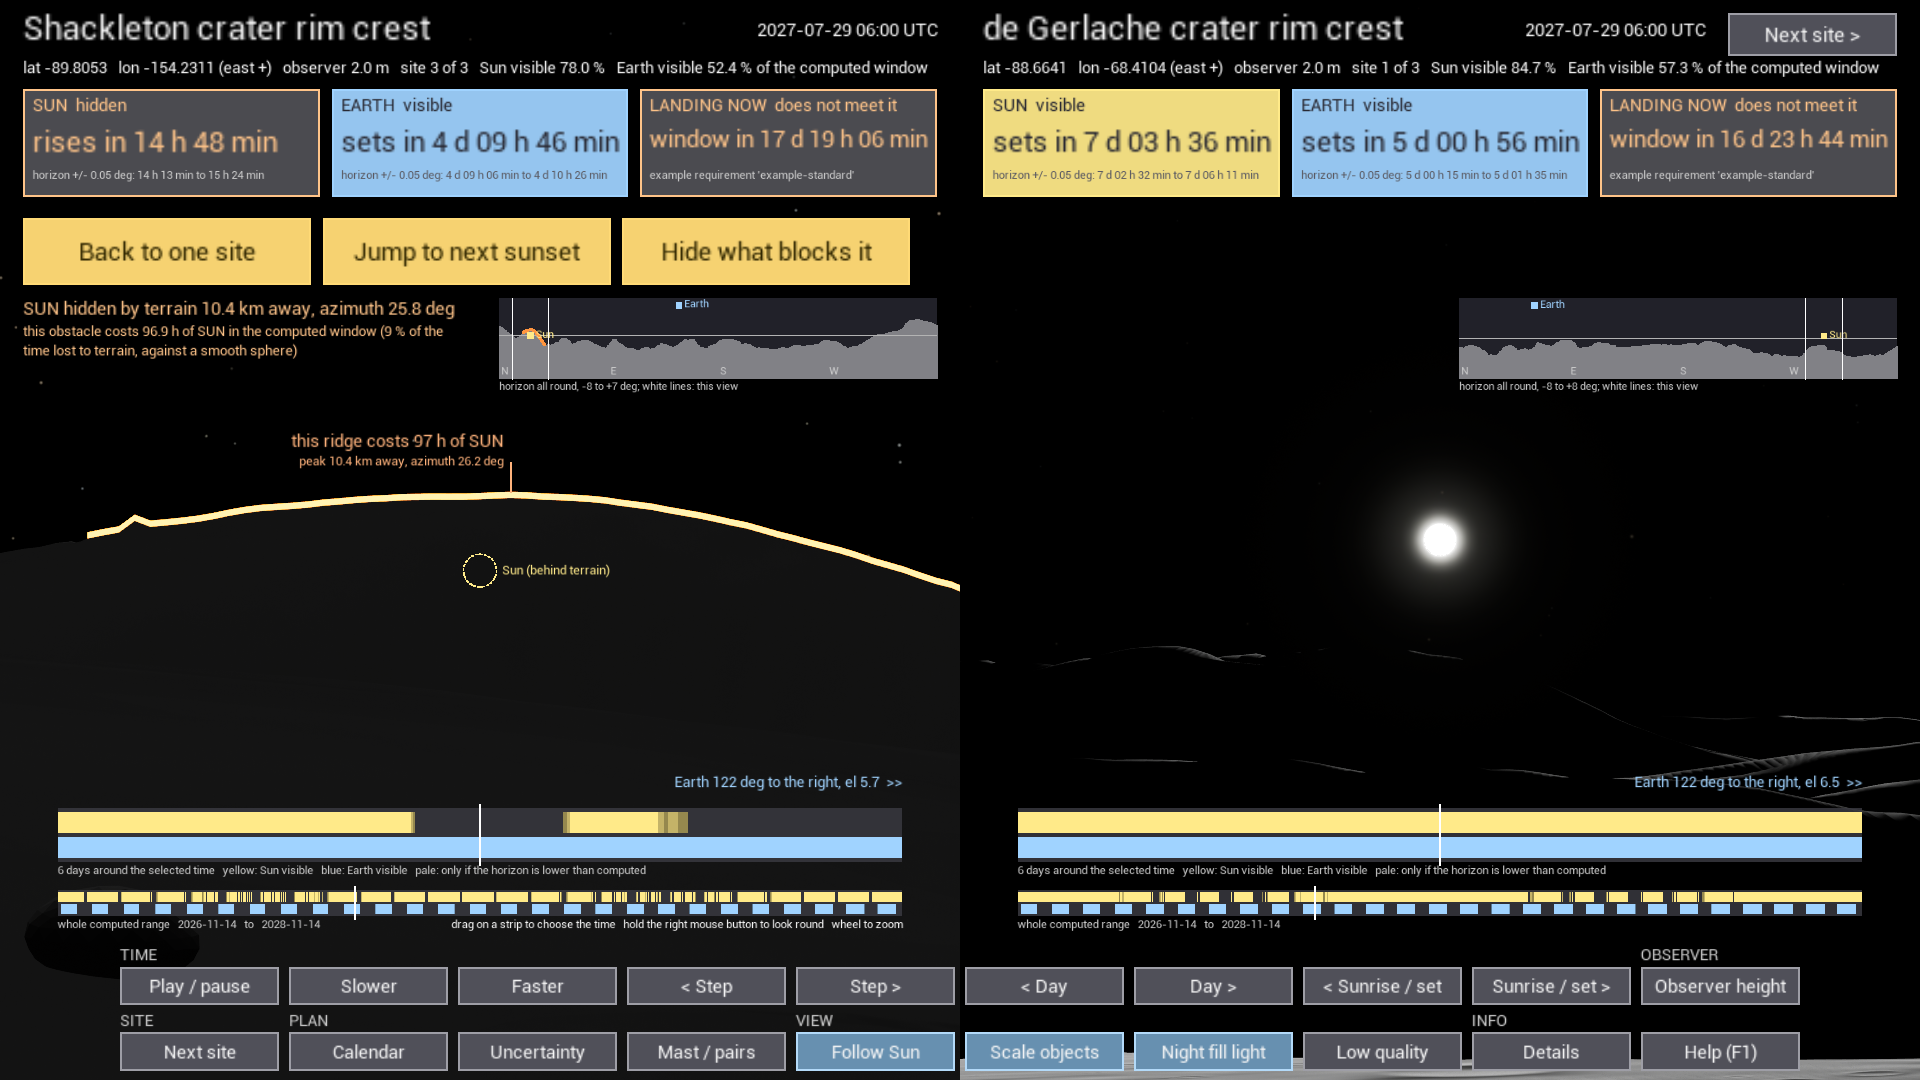 Shackleton crater rim crest
2027-07-29 06:00 UTC
lat -89.8053 lon -154.2311 (east +) observer 2.0 m site 3 of 3 Sun visible 78.0 % Earth visible 52.4 % of the computed window
SUN hidden
rises in 14 h 48 min
horizon +/- 0.05 deg: 14 h 13 min to 15 h 24 min
EARTH visible
sets in 4 d 09 h 46 min
horizon +/- 0.05 deg: 4 d 09 h 06 min to 4 d 10 h 26 min
LANDING NOW does not meet it
window in 17 d 19 h 06 min
example requirement 'example-standard'
Back to one site
Jump to next sunset
Hide what blocks it
SUN hidden by terrain 10.4 km away, azimuth 25.8 deg
this obstacle costs 96.9 h of SUN in the computed window (9 % of the
time lost to terrain, against a smooth sphere)
Earth
Sun
N E S W
horizon all round, -8 to +7 deg; white lines: this view
this ridge costs 97 h of SUN
peak 10.4 km away, azimuth 26.2 deg
Sun (behind terrain)
Earth 122 deg to the right, el 5.7 >>
6 days around the selected time yellow: Sun visible blue: Earth visible pale: only if the horizon is lower than computed
whole computed range 2026-11-14 to 2028-11-14
drag on a strip to choose the time hold the right mouse button to look round wheel to zoom
de Gerlache crater rim crest
2027-07-29 06:00 UTC
Next site >
lat -88.6641 lon -68.4104 (east +) observer 2.0 m site 1 of 3 Sun visible 84.7 % Earth visible 57.3 % of the computed window
SUN visible
sets in 7 d 03 h 36 min
horizon +/- 0.05 deg: 7 d 02 h 32 min to 7 d 06 h 11 min
EARTH visible
sets in 5 d 00 h 56 min
horizon +/- 0.05 deg: 5 d 00 h 15 min to 5 d 01 h 35 min
LANDING NOW does not meet it
window in 16 d 23 h 44 min
example requirement 'example-standard'
Earth
Sun
N E S W
horizon all round, -8 to +8 deg; white lines: this view
Earth 122 deg to the right, el 6.5 >>
6 days around the selected time yellow: Sun visible blue: Earth visible pale: only if the horizon is lower than computed
whole computed range 2026-11-14 to 2028-11-14
TIME
OBSERVER
Play / pause
Slower
Faster
< Step
Step >
< Day
Day >
< Sunrise / set
Sunrise / set >
Observer height
SITE
PLAN
VIEW
INFO
Next site
Calendar
Uncertainty
Mast / pairs
Follow Sun
Scale objects
Night fill light
Low quality
Details
Help (F1)